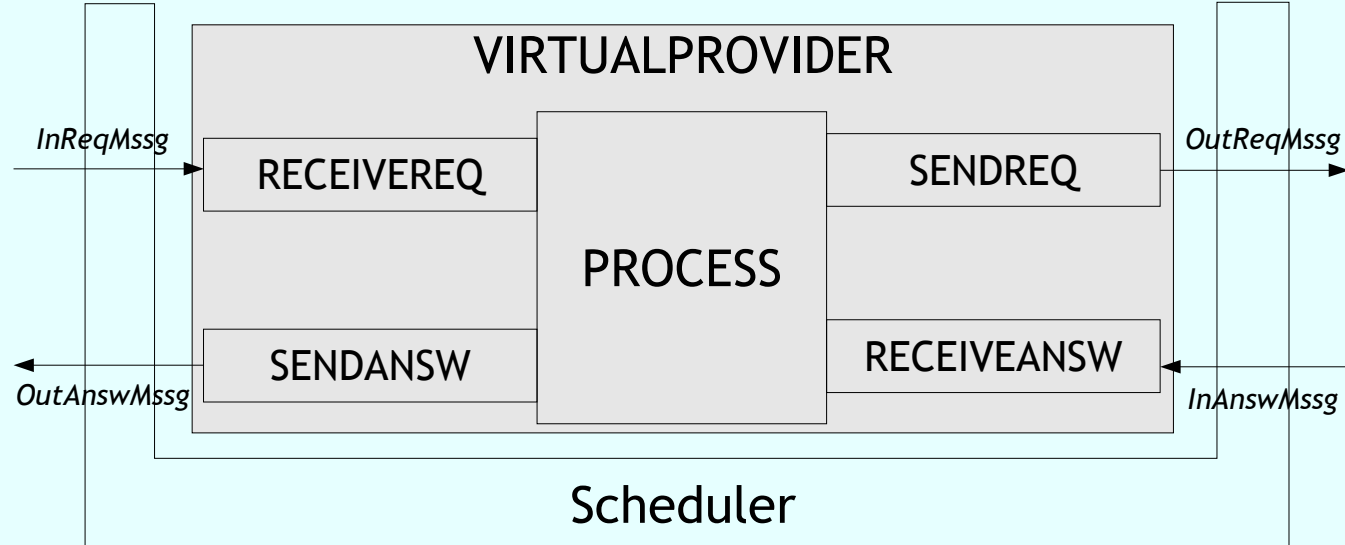 VIRTUALPROVIDER
InReqMssg
OutReqMssg
RECEIVEREQ
SENDREQ
PROCESS
SENDANSW
RECEIVEANSW
OutAnswMssg
InAnswMssg
Scheduler